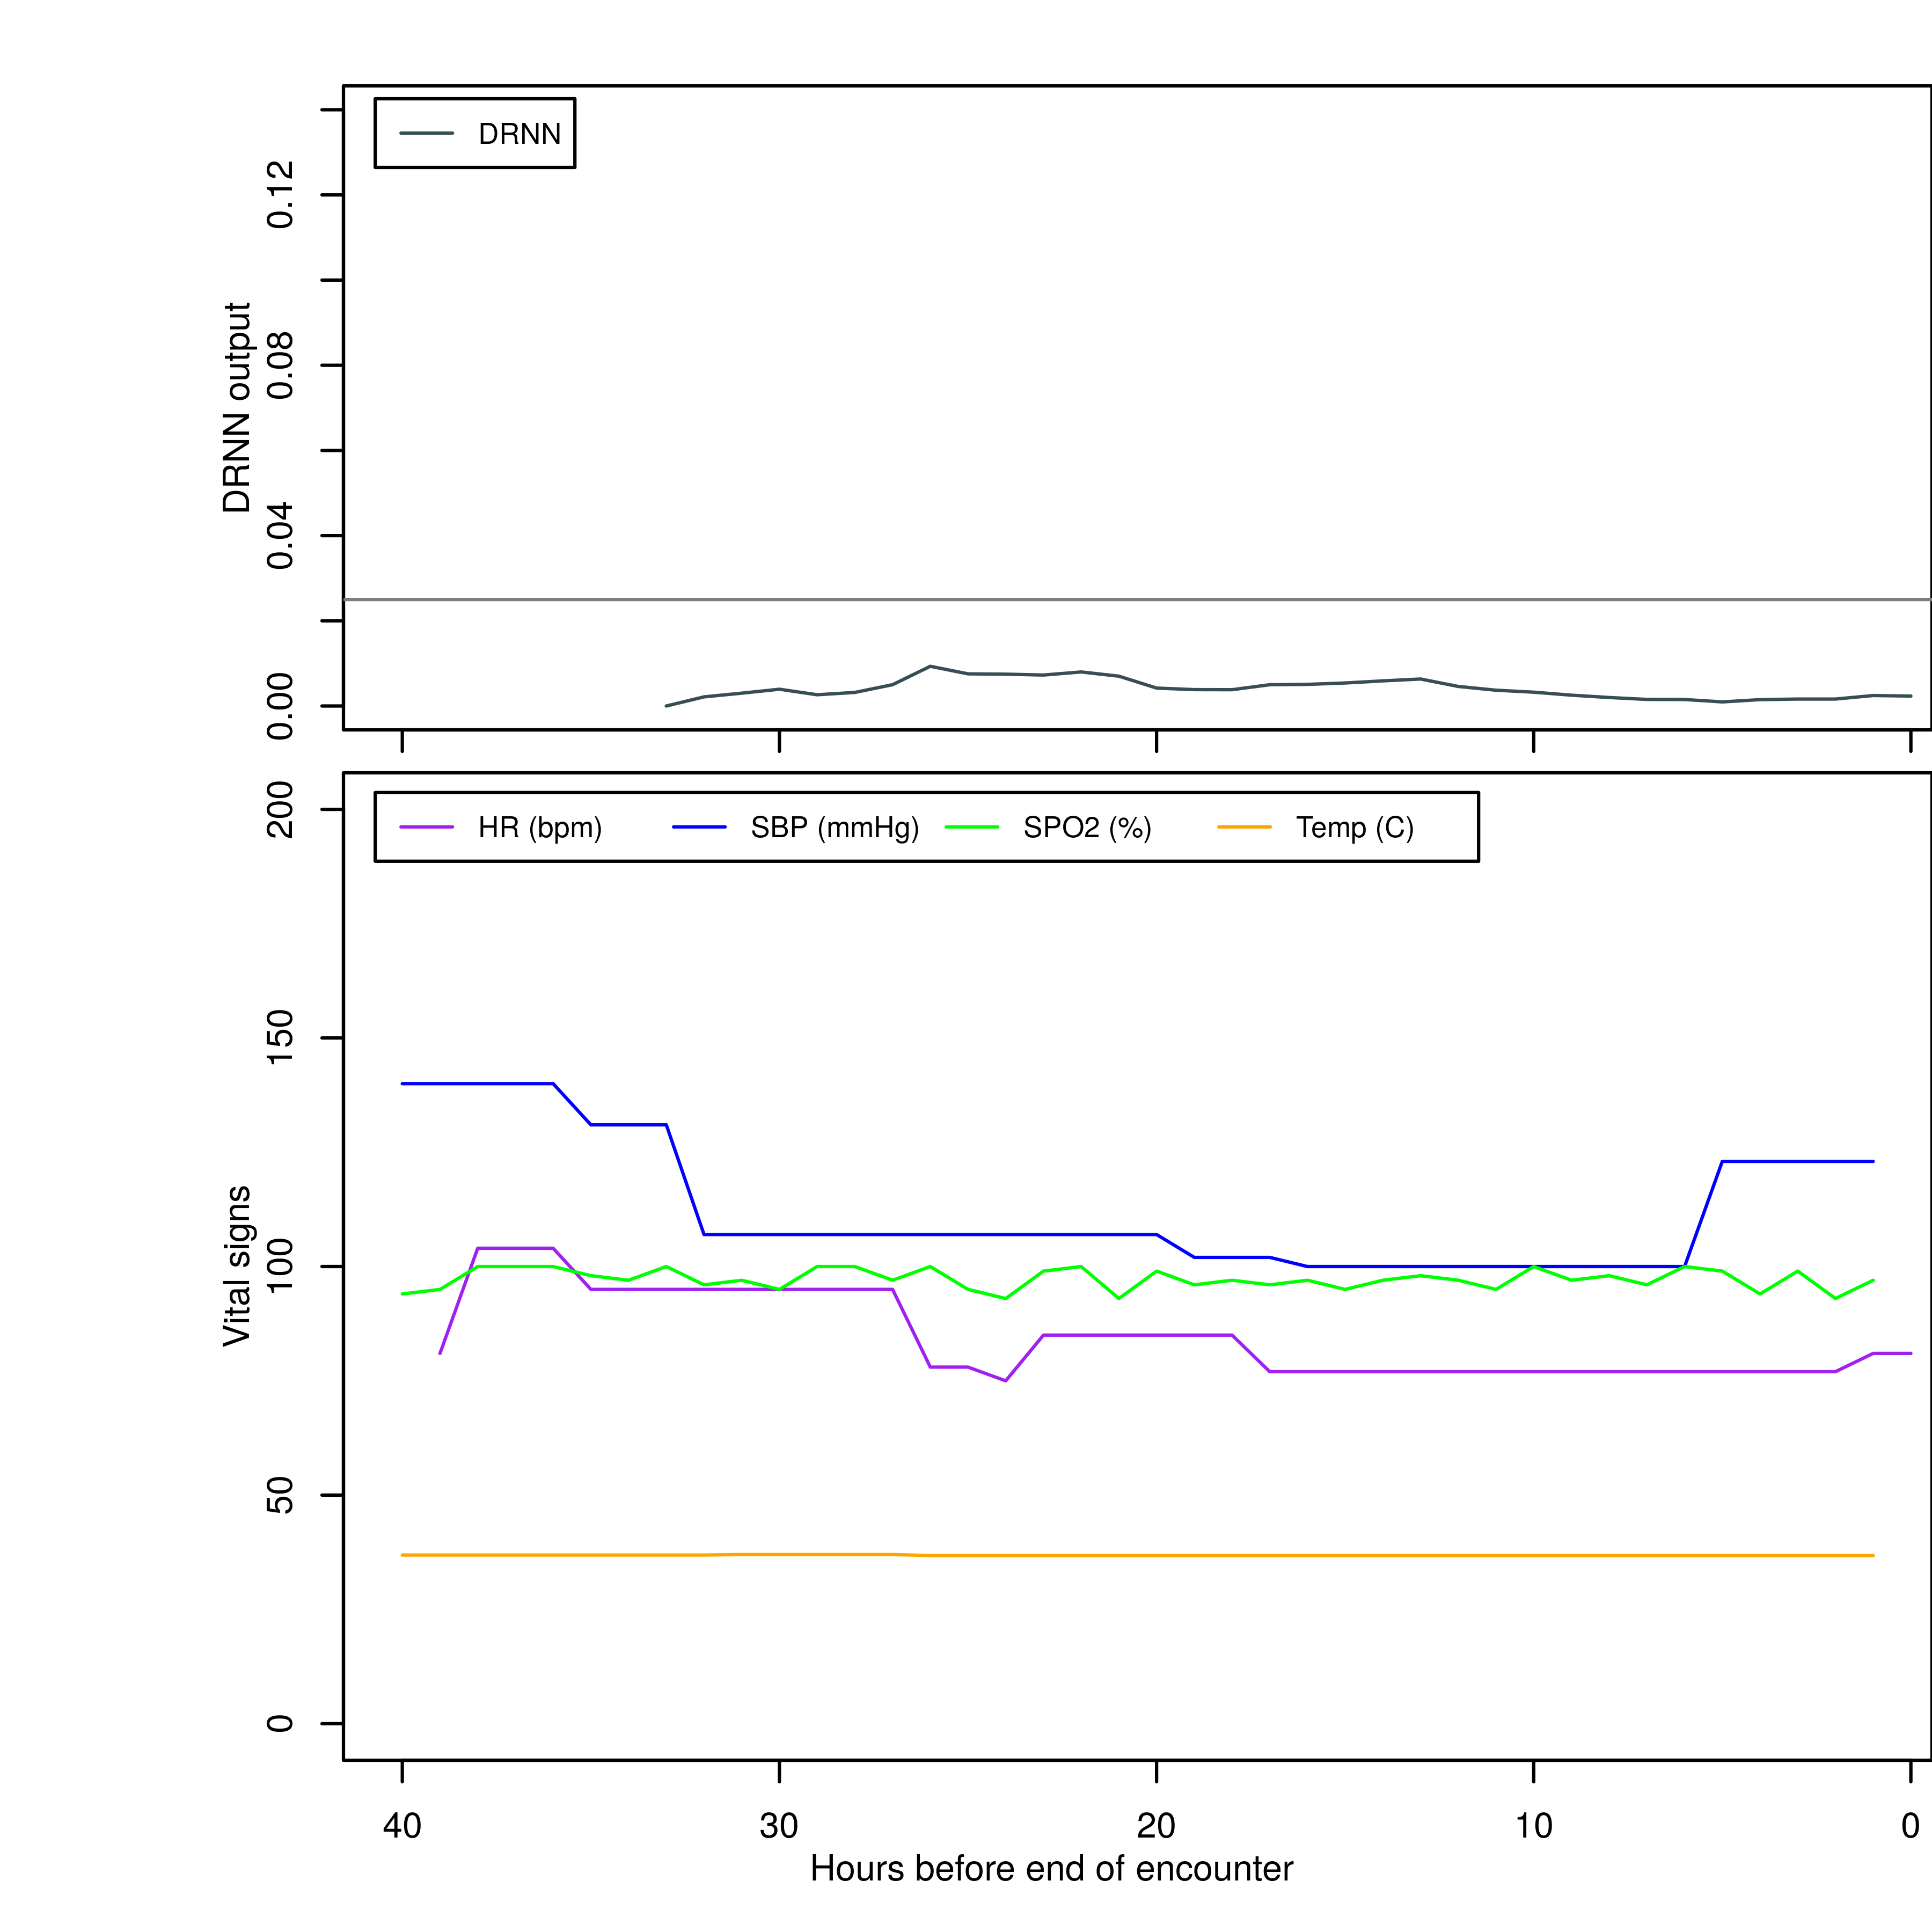 DRNN
DRNN output
0.00 0.04 0.08 0.12
HR (bpm) SBP (mmHg) SPO2 (%) Temp (C)
Vital signs
0 50 100 150 200
40 30 20 10 0
Hours before end of encounter